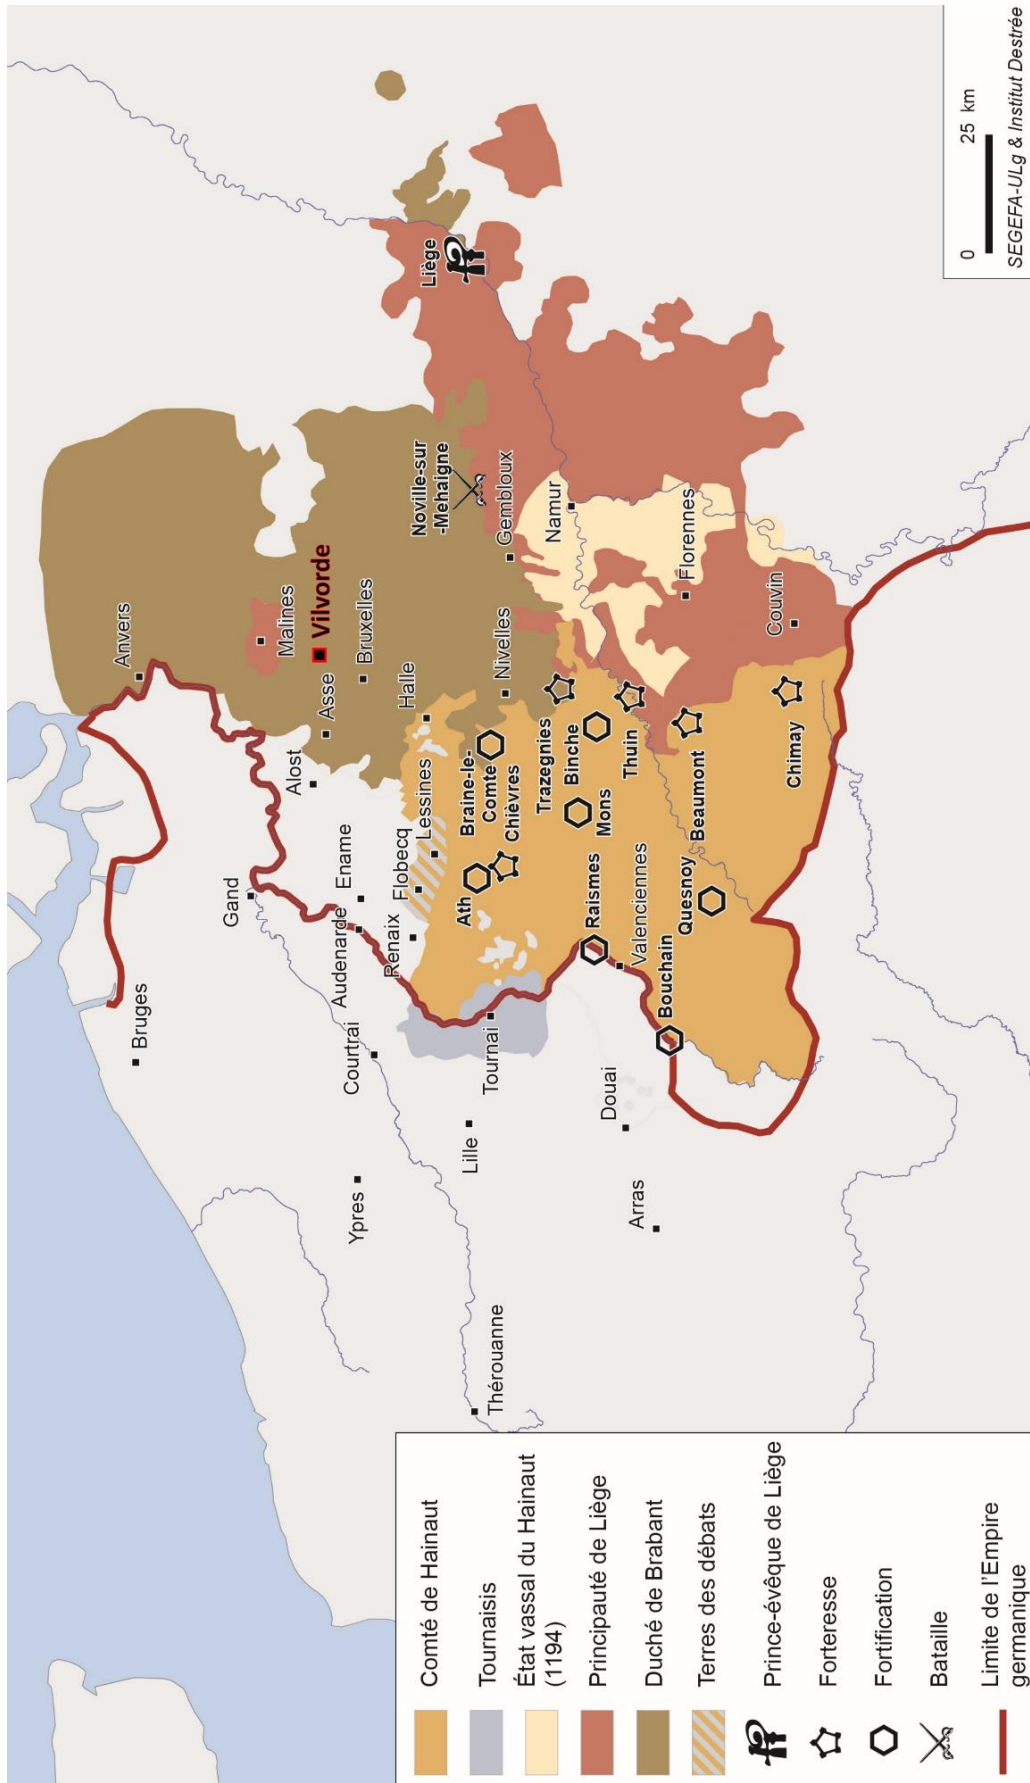 Bruges
Gand
Anvers
Alost
Asse
Malines
Vilvorde
Bruxelles
Ypres
Courtrai
Audenarde
Ename
Renaix
Flobecq
Lessines
Halle
Noville-sur
-Mehaigne
Liège
Thérouanne
Lille
Tournai
Ath
Chièvres
Braine-le-
Comte
Nivelles
Gembloux
Trazegnies
Binche
Mons
Raismes
Valenciennes
Thuin
Namur
Arras
Douai
Bouchain
Quesnoy
Beaumont
Florennes
Chimay
Couvin
Comté de Hainaut
Tournaisis
État vassal du Hainaut
(1194)
Principauté de Liège
Duché de Brabant
Terres des débats
Prince-évêque de Liège
Forteresse
Fortification
Bataille
Limite de l'Empire
germanique
0 25 km
SEGEFA-ULg & Institut Destrée